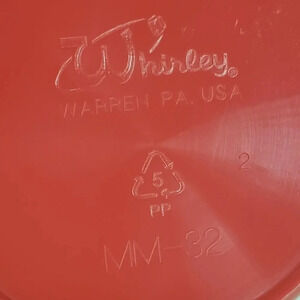 Whirley®
WARREN PA. USA
5
2
PP
MM-32